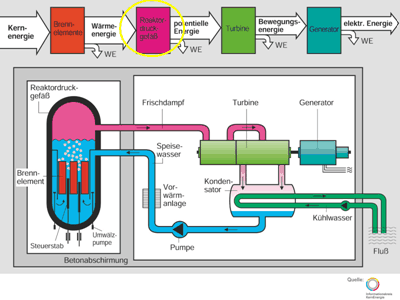 Kern-
energie
Brenn-
elemente
Wärme-
energie
Reaktor-
druck-
gefäß
potentielle
Energie
Turbine
Bewegungs-
energie
Generator
elektr. Energie
WE
WE
WE
WE
Reaktordruck-
gefäß
Frischdampf
Turbine
Generator
Speise-
wasser
Brenn-
element
Vor-
wärm-
anlage
Konden-
sator
Kühlwasser
Steuerstab
Umwälz-
pumpe
Pumpe
Fluß
Betonabschirmung
Quelle: